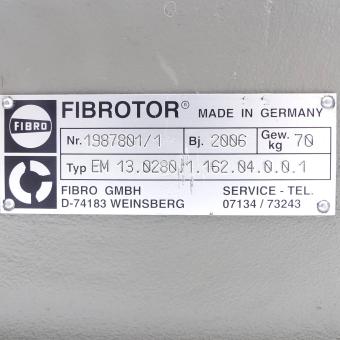 FIBRO
FIBROTOR® MADE IN GERMANY
Nr. 1987801/1 Bj. 2006 Gew. kg 70
Typ EM 13.0280/1.162.04.0.0.1
FIBRO GMBH SERVICE - TEL.
D-74183 WEINSBERG 07134 / 73243